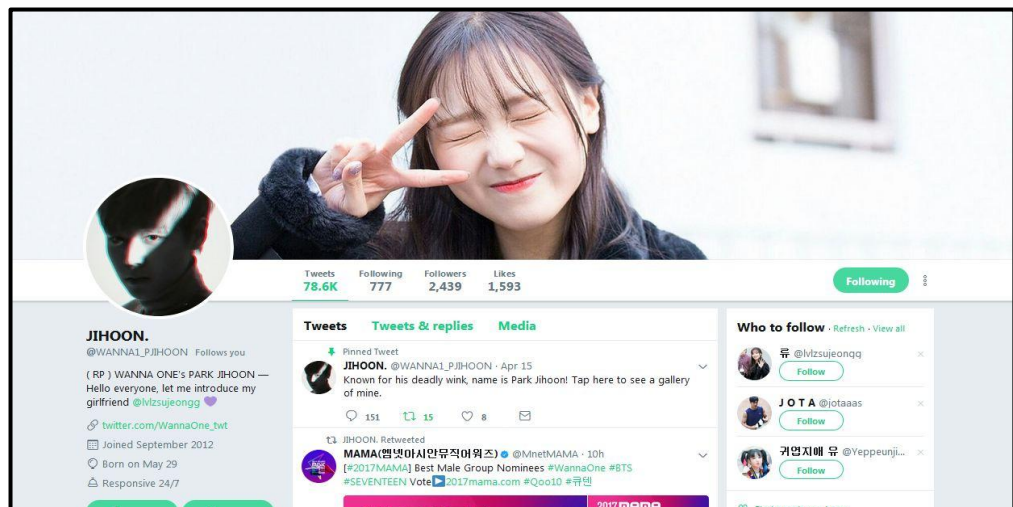 Tweets Following Followers Likes
78.6K 777 2,439 1,593
Following
JIHOON.
@WANNA1_PJIHOON Follows you
( RP ) WANNA ONE's PARK JIHOON —
Hello everyone, let me introduce my
girlfriend @lvlzsujeongg 💜
twitter.com/WannaOne_twt
Joined September 2012
Born on May 29
Responsive 24/7
Tweets Tweets & replies Media
Pinned Tweet
JIHOON. @WANNA1_PJIHOON · Apr 15
Known for his deadly wink, name is Park Jihoon! Tap here to see a gallery
of mine.
151 15 8
JIHOON. Retweeted
MAMA(엠넷아시안뮤직어워즈) @MnetMAMA · 10h
[#2017MAMA] Best Male Group Nominees #WannaOne #BTS
#SEVENTEEN Vote▶2017mama.com #Qoo10 #큐텐
Who to follow · Refresh · View all
류 @lvlzsujeongg
Follow
J O T A @jotaaas
Follow
귀엽지애 유 @Yeppeunji...
Follow